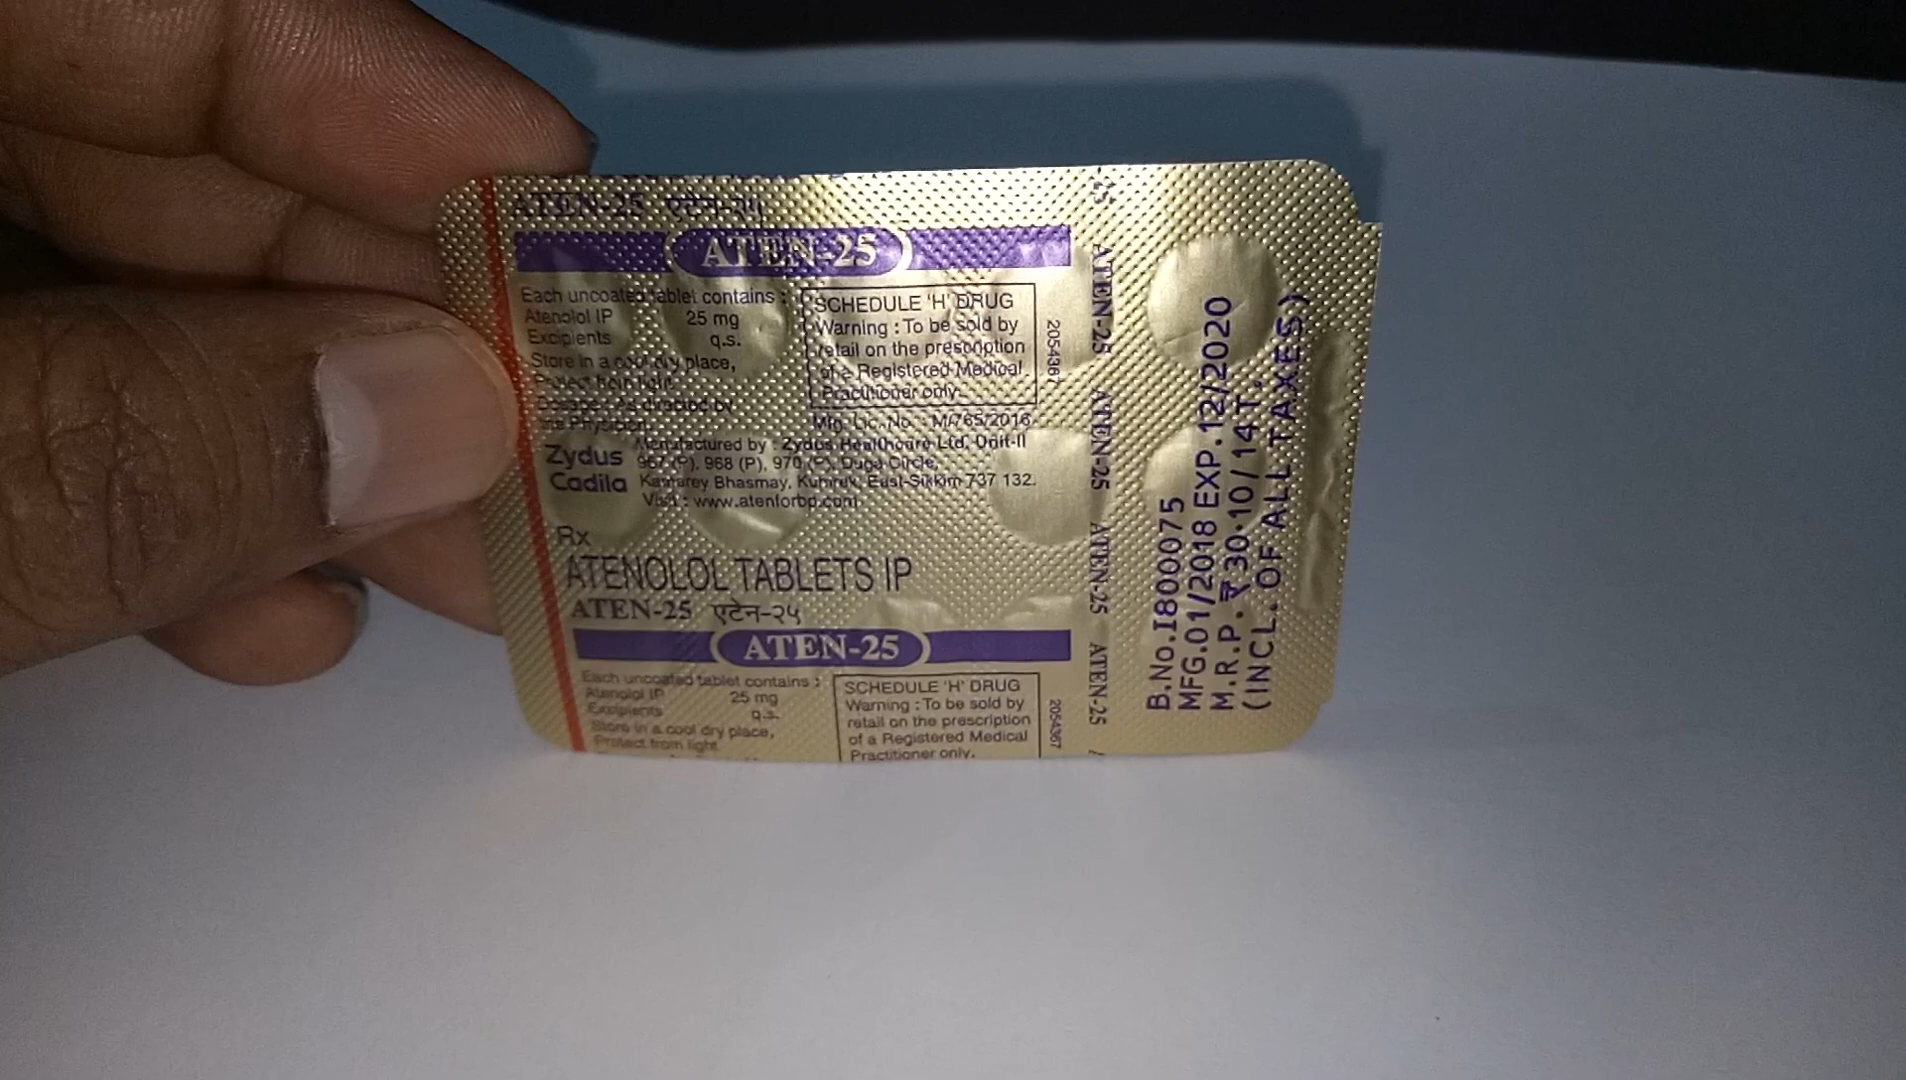 ATEN-25 एटेन-२५
ATEN-25
Each uncoated tablet contains :
Atenolol IP 25 mg
Excipients q.s.
Store in a cool dry place,
Protect from light.
Dosage : As directed by
the Physician.
SCHEDULE 'H' DRUG
Warning : To be sold by
retail on the prescription
of a Registered Medical
Practitioner only.
2054367
Mfg. Lic. No. : M/765/2016
Zydus
Cadila
Manufactured by : Zydus Healthcare Ltd. Unit-II
967 (P), 968 (P), 970 (P), Duga Circle,
Kamarey Bhasmay, Kumrek, East-Sikkim 737 132.
Visit : www.atenforbp.com
Rx
ATENOLOL TABLETS IP
ATEN-25 एटेन-२५
ATEN-25
Each uncoated tablet contains :
Atenolol IP 25 mg
Excipients q.s.
Store in a cool dry place,
Protect from light
SCHEDULE 'H' DRUG
Warning : To be sold by
retail on the prescription
of a Registered Medical
Practitioner only.
2054367
-25
ATEN-25
ATEN-25
ATEN-25
ATEN-25
B.No.I800075
MFG.01/2018 EXP.12/2020
M.R.P. ₹ 30·10/14T.
(INCL. OF ALL TAXES)